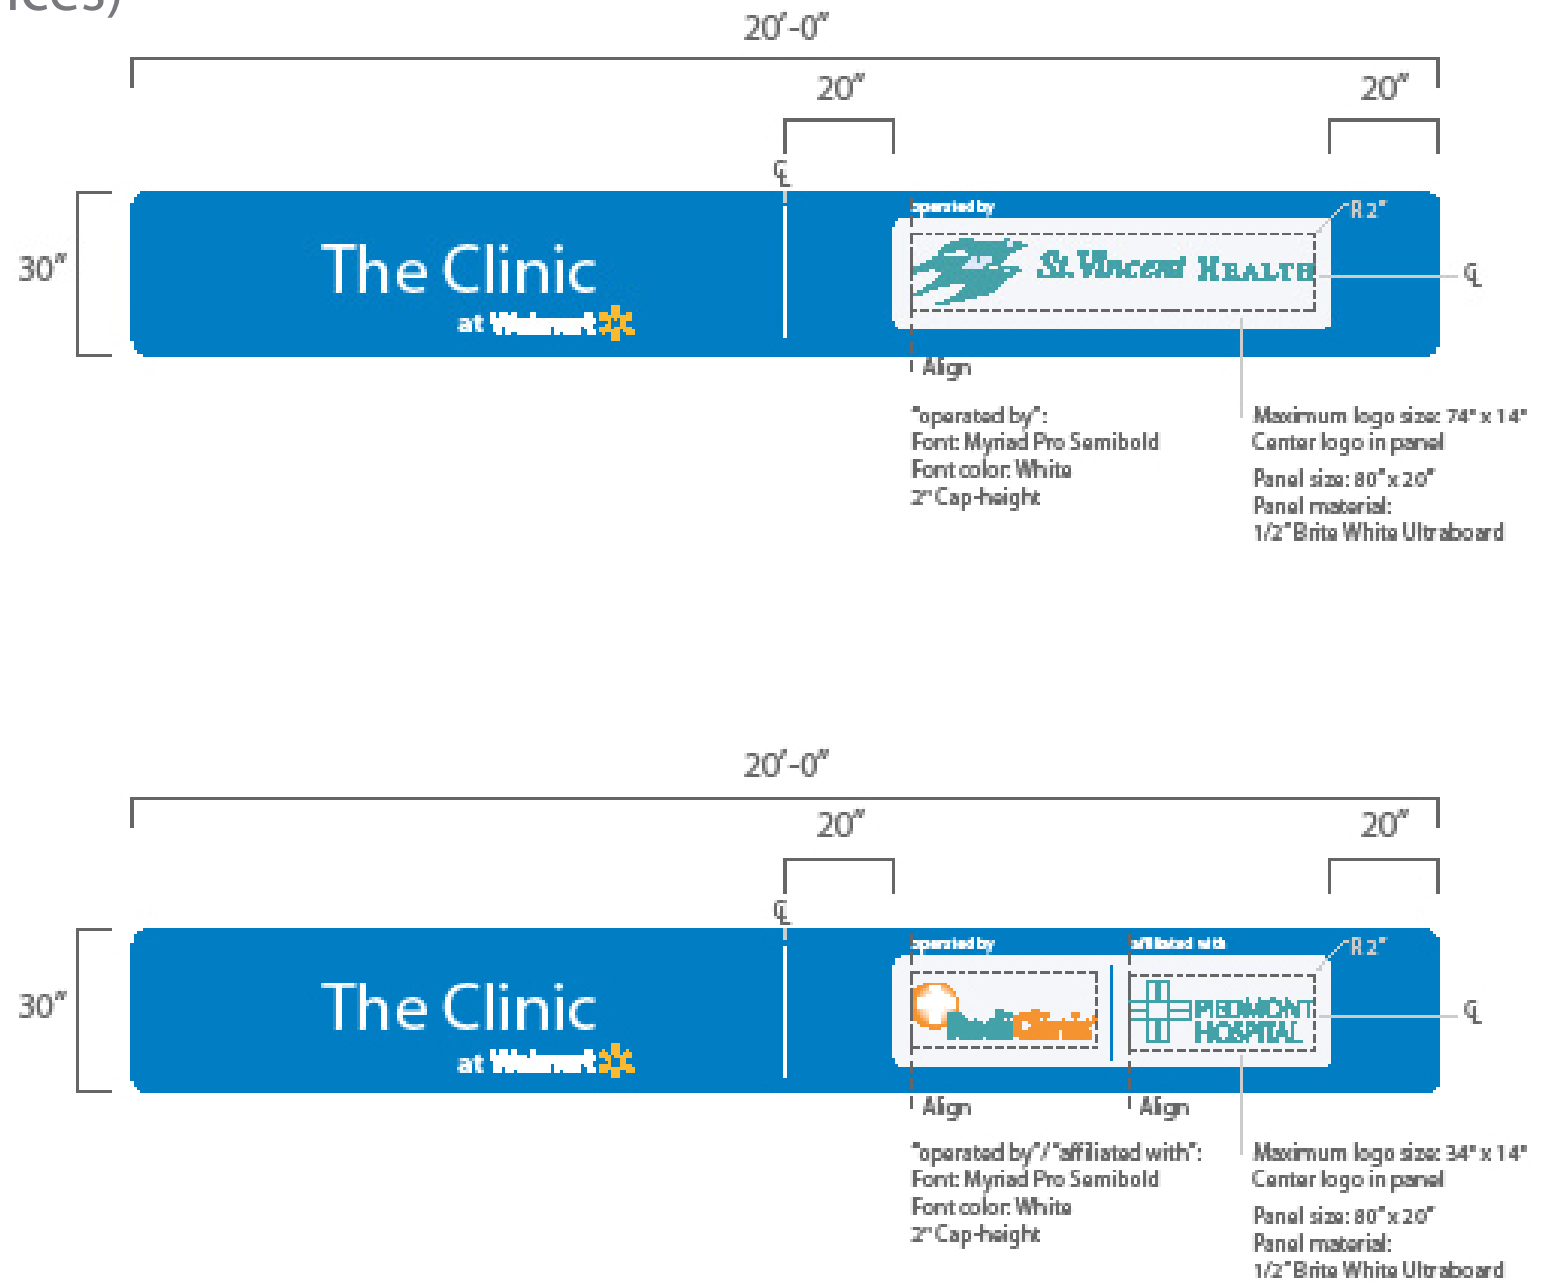 ices)
20'-0"
20"
20"
℄
30"
operated by
R 2"
The Clinic
St. Vincent HEALTH
℄
at Walmart
Align
"operated by":
Font: Myriad Pro Semibold
Font color: White
2" Cap-height
Maximum logo size: 74" x 14"
Center logo in panel
Panel size: 80" x 20"
Panel material:
1/2" Brite White Ultraboard
20'-0"
20"
20"
℄
30"
operated by
affiliated with
R 2"
The Clinic
RediClinic
PIEDMONT
HOSPITAL
℄
at Walmart
Align
Align
"operated by"/"affiliated with":
Font: Myriad Pro Semibold
Font color: White
2" Cap-height
Maximum logo size: 34" x 14"
Center logo in panel
Panel size: 80" x 20"
Panel material:
1/2" Brite White Ultraboard